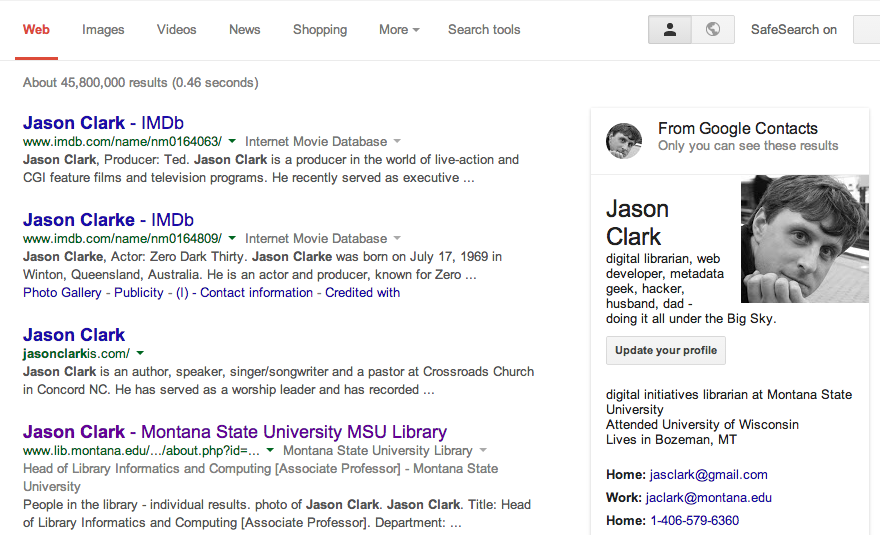 Web Images Videos News Shopping More Search tools SafeSearch on
About 45,800,000 results (0.46 seconds)
Jason Clark - IMDb
www.imdb.com/name/nm0164063/ Internet Movie Database
Jason Clark, Producer: Ted. Jason Clark is a producer in the world of live-action and
CGI feature films and television programs. He recently served as executive ...
Jason Clarke - IMDb
www.imdb.com/name/nm0164809/ Internet Movie Database
Jason Clarke, Actor: Zero Dark Thirty. Jason Clarke was born on July 17, 1969 in
Winton, Queensland, Australia. He is an actor and producer, known for Zero ...
Photo Gallery - Publicity - (I) - Contact information - Credited with
Jason Clark
jasonclarkis.com/
Jason Clark is an author, speaker, singer/songwriter and a pastor at Crossroads Church
in Concord NC. He has served as a worship leader and has recorded ...
Jason Clark - Montana State University MSU Library
www.lib.montana.edu/.../about.php?id=... Montana State University Library
Head of Library Informatics and Computing [Associate Professor] - Montana State
University
People in the library - individual results. photo of Jason Clark. Jason Clark. Title: Head
of Library Informatics and Computing [Associate Professor]. Department: ...
From Google Contacts
Only you can see these results
Jason
Clark
digital librarian, web
developer, metadata
geek, hacker,
husband, dad -
doing it all under the Big Sky.
Update your profile
digital initiatives librarian at Montana State
University
Attended University of Wisconsin
Lives in Bozeman, MT
Home: jasclark@gmail.com
Work: jaclark@montana.edu
Home: 1-406-579-6360